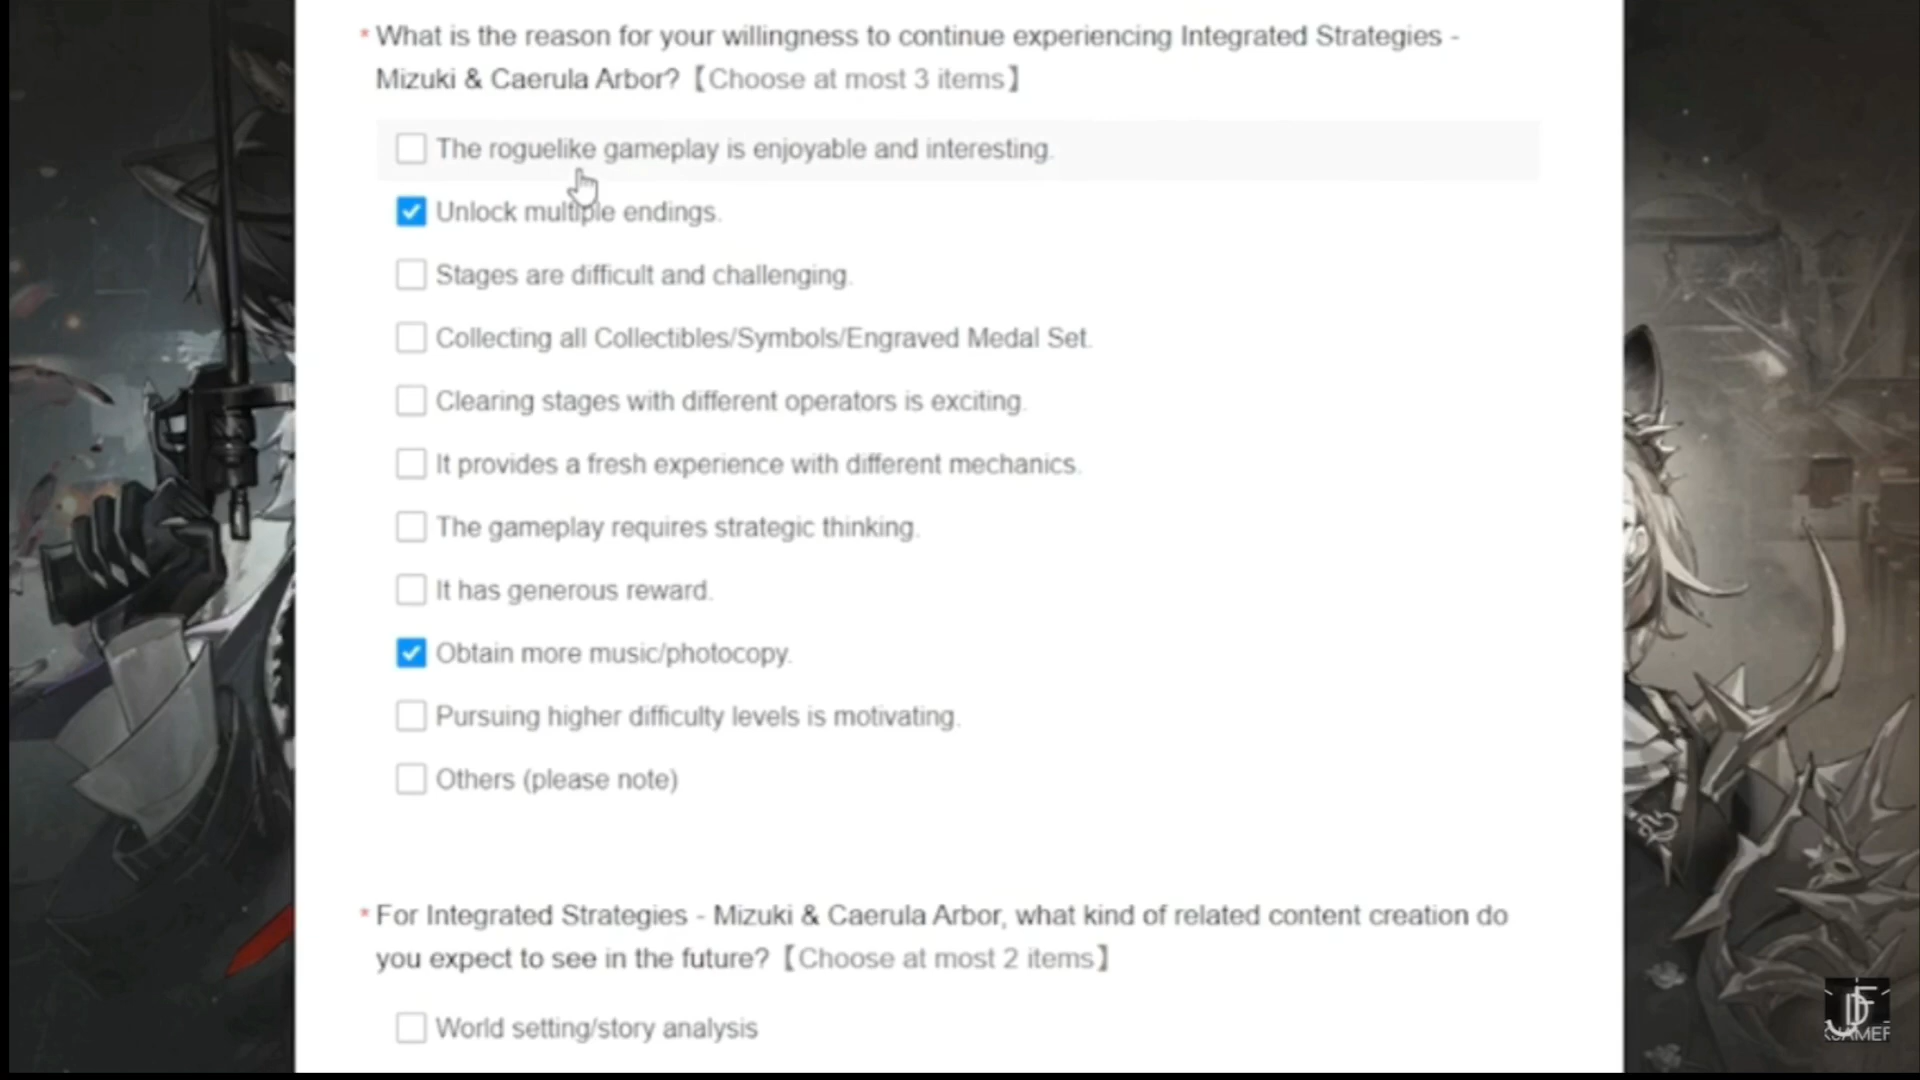 * What is the reason for your willingness to continue experiencing Integrated Strategies -
Mizuki & Caerula Arbor? 【Choose at most 3 items】
The roguelike gameplay is enjoyable and interesting.
Unlock multiple endings.
Stages are difficult and challenging.
Collecting all Collectibles/Symbols/Engraved Medal Set.
Clearing stages with different operators is exciting.
It provides a fresh experience with different mechanics.
The gameplay requires strategic thinking.
It has generous reward.
Obtain more music/photocopy.
Pursuing higher difficulty levels is motivating.
Others (please note)
* For Integrated Strategies - Mizuki & Caerula Arbor, what kind of related content creation do
you expect to see in the future? 【Choose at most 2 items】
World setting/story analysis